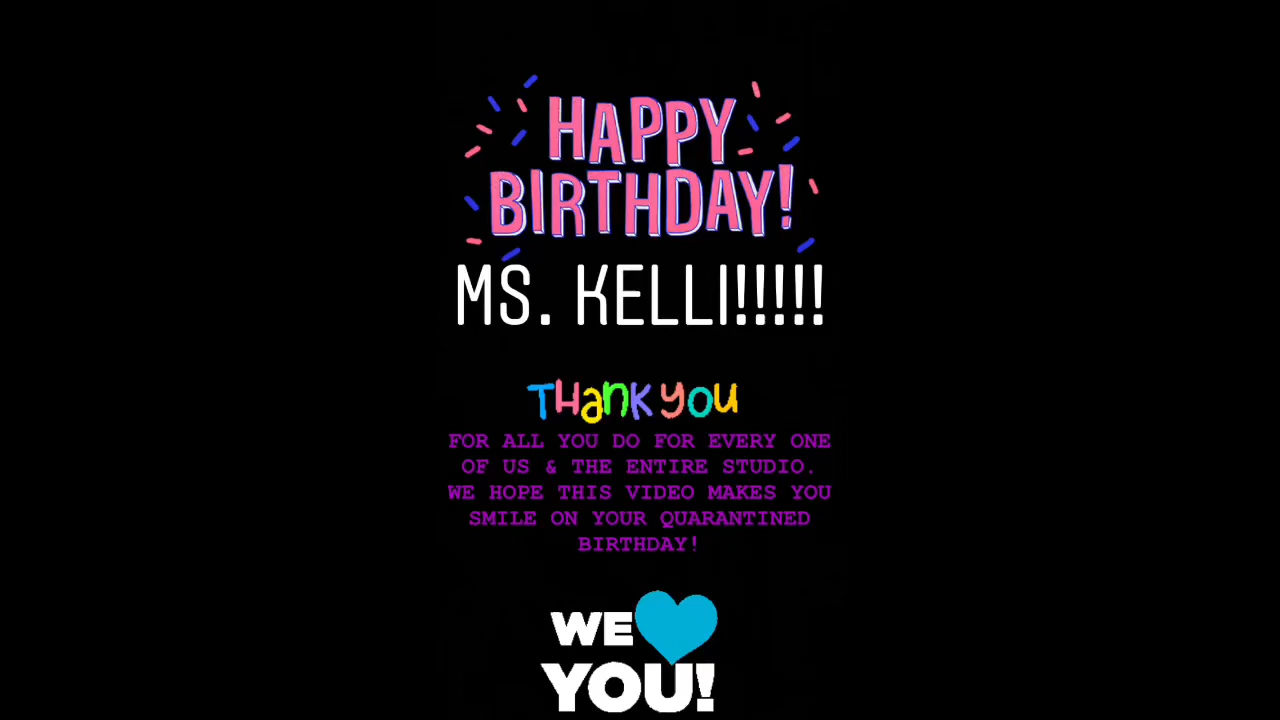 HAPPY
BIRTHDAY!
MS. KELLI!!!!!
THANK YOU
FOR ALL YOU DO FOR EVERY ONE
OF US & THE ENTIRE STUDIO.
WE HOPE THIS VIDEO MAKES YOU
SMILE ON YOUR QUARANTINED
BIRTHDAY!
WE
YOU!